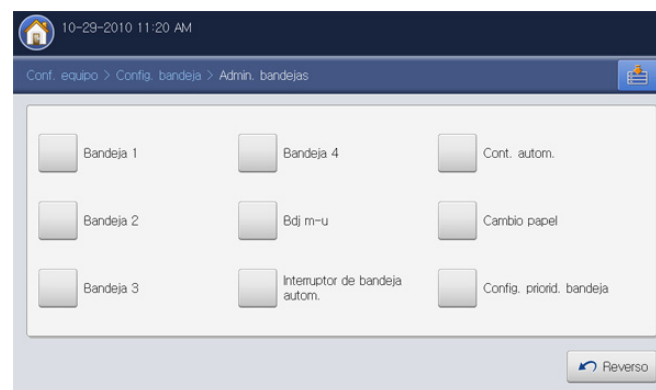 10-29-2010 11:20 AM
Conf. equipo > Config. bandeja > Admin. bandejas
Bandeja 1
Bandeja 4
Cont. autom.
Bandeja 2
Bdj m-u
Cambio papel
Bandeja 3
Interruptor de bandeja
autom.
Config. priorid. bandeja
Reverso